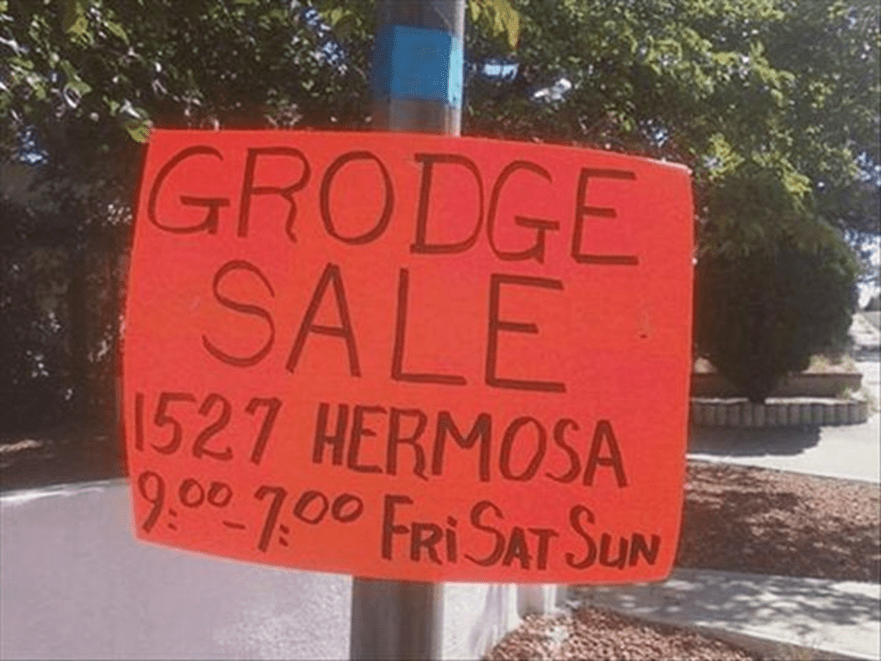 GRODGE
SALE
1527 HERMOSA
9:00-7:00 FRi SAT SUN